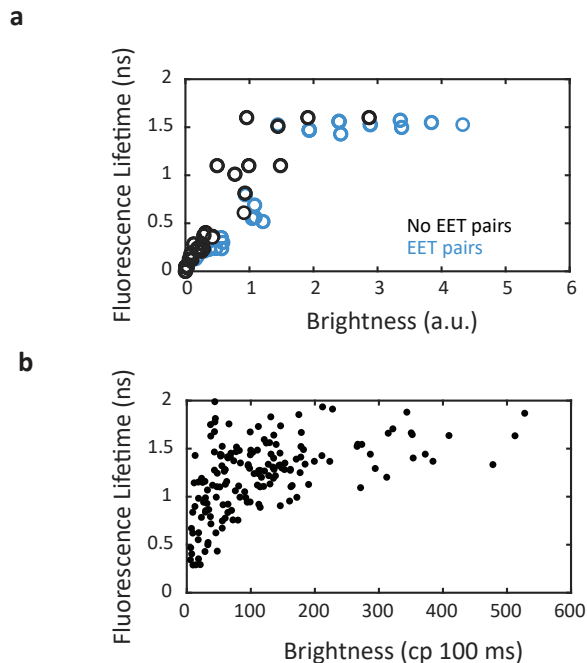 a
Fluorescence Lifetime (ns)
2
1.5
1
0.5
0
No EET pairs
EET pairs
0 1 2 3 4 5 6
Brightness (a.u.)
b
Fluorescence Lifetime (ns)
2
1.5
1
0.5
0
0 100 200 300 400 500 600
Brightness (cp 100 ms)